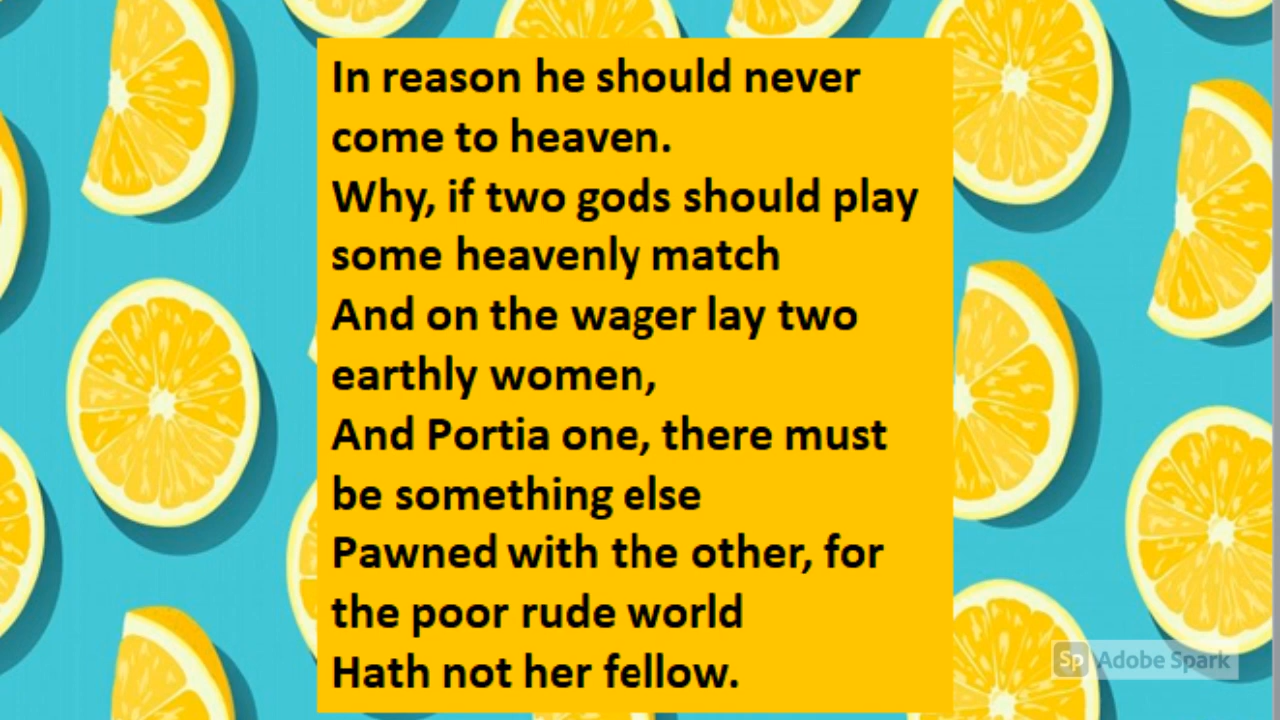 In reason he should never
come to heaven.
Why, if two gods should play
some heavenly match
And on the wager lay two
earthly women,
And Portia one, there must
be something else
Pawned with the other, for
the poor rude world
Hath not her fellow.
Sp Adobe Spark